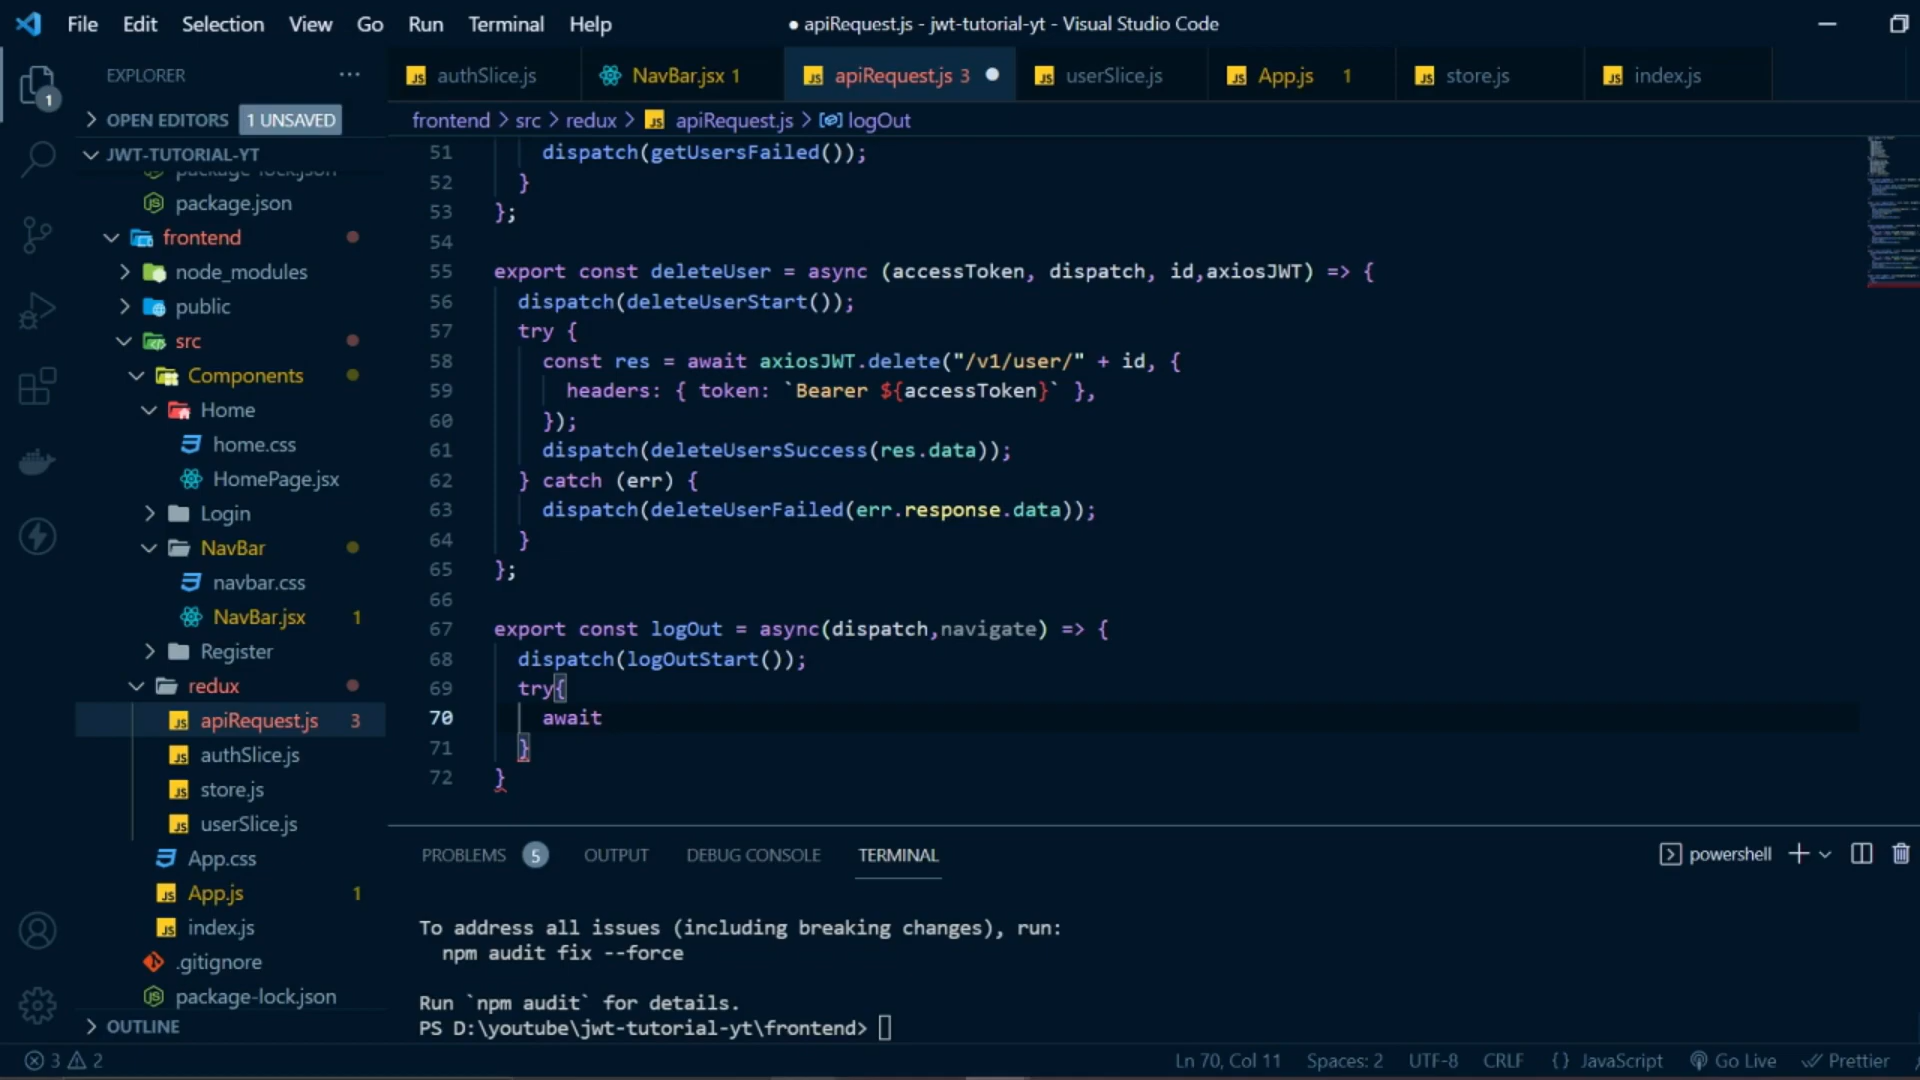 File Edit Selection View Go Run Terminal Help
● apiRequest.js - jwt-tutorial-yt - Visual Studio Code
EXPLORER ···
authSlice.js
NavBar.jsx 1
apiRequest.js 3
userSlice.js
App.js 1
store.js
index.js
OPEN EDITORS 1 UNSAVED
frontend > src > redux > apiRequest.js > logOut
1
JWT-TUTORIAL-YT
package-lock.json
package.json
frontend
node_modules
public
src
Components
Home
home.css
HomePage.jsx
Login
NavBar
navbar.css
NavBar.jsx 1
Register
redux
apiRequest.js 3
authSlice.js
store.js
userSlice.js
App.css
App.js 1
index.js
.gitignore
package-lock.json
OUTLINE
51 dispatch(getUsersFailed());
52 }
53 };
54
55 export const deleteUser = async (accessToken, dispatch, id,axiosJWT) => {
56 dispatch(deleteUserStart());
57 try {
58 const res = await axiosJWT.delete("/v1/user/" + id, {
59 headers: { token: `Bearer ${accessToken}` },
60 });
61 dispatch(deleteUsersSuccess(res.data));
62 } catch (err) {
63 dispatch(deleteUserFailed(err.response.data));
64 }
65 };
66
67 export const logOut = async(dispatch,navigate) => {
68 dispatch(logOutStart());
69 try{
70 await
71 }
72 }
PROBLEMS 5 OUTPUT DEBUG CONSOLE TERMINAL
powershell
To address all issues (including breaking changes), run:
npm audit fix --force
Run `npm audit` for details.
PS D:\youtube\jwt-tutorial-yt\frontend>
3 2
Ln 70, Col 11 Spaces: 2 UTF-8 CRLF {} JavaScript Go Live Prettier